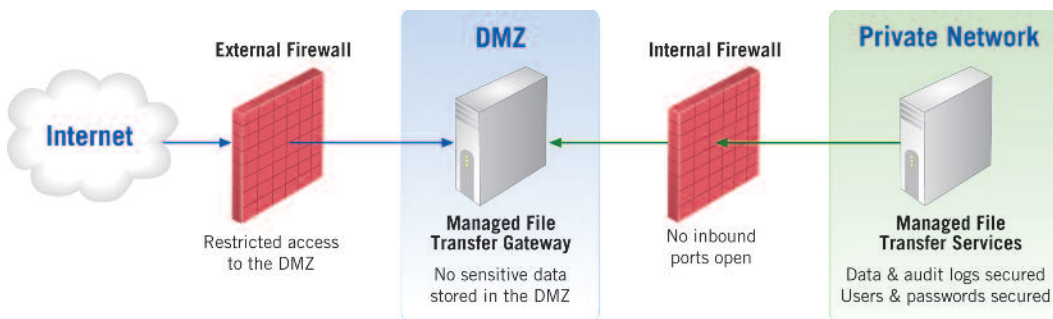 Internet
External Firewall
Restricted access
to the DMZ
DMZ
Managed File
Transfer Gateway
No sensitive data
stored in the DMZ
Internal Firewall
No inbound
ports open
Private Network
Managed File
Transfer Services
Data & audit logs secured
Users & passwords secured